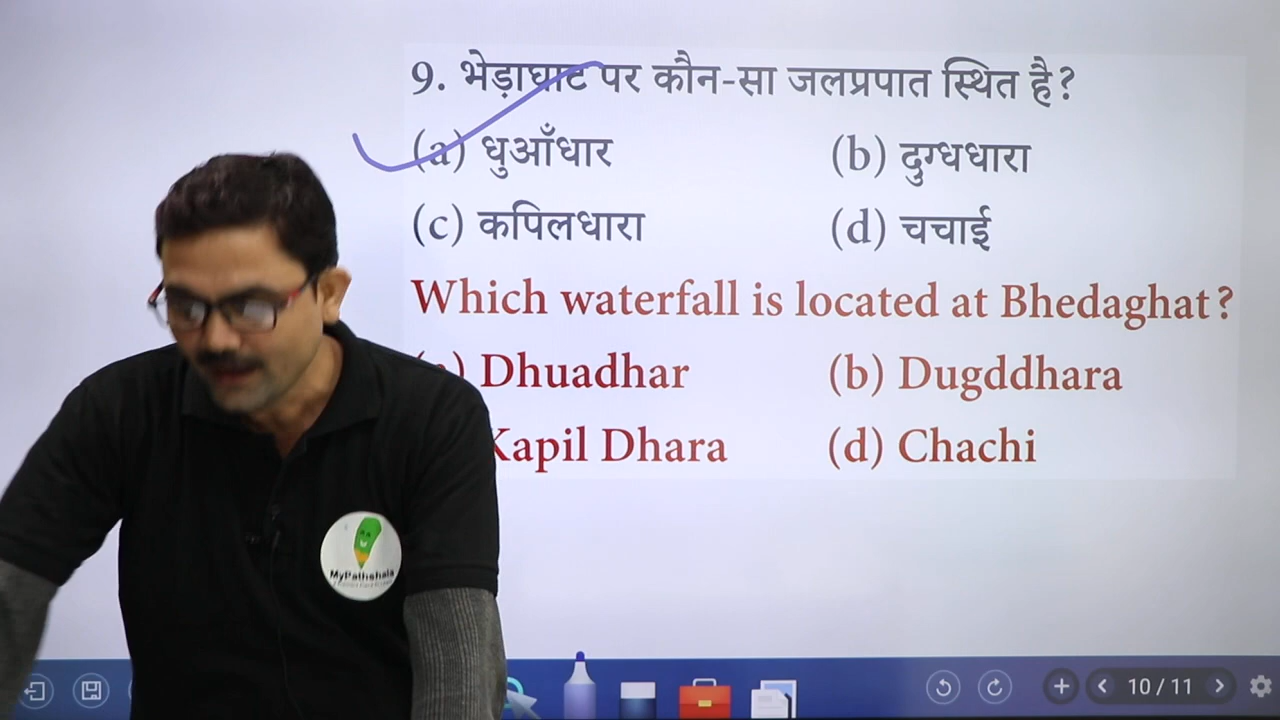 9. भेड़ाघाट पर कौन-सा जलप्रपात स्थित है?
(a) धुआँधार (b) दुग्धधारा
(c) कपिलधारा (d) चचाई
Which waterfall is located at Bhedaghat?
(a) Dhuadhar (b) Dugddhara
Kapil Dhara (d) Chachi
MyPathshala
10 / 11